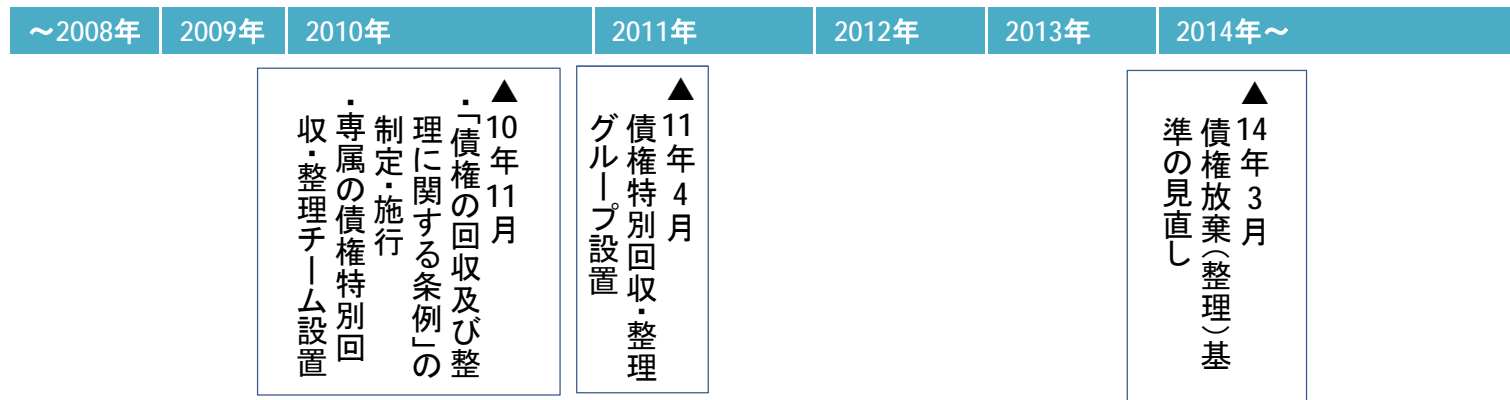 ～2008年
2009年
2010年
2011年
2012年
2013年
2014年～
▲10年11月
・「債権の回収及び整
理に関する条例」の
制定・施行
・専属の債権特別回
収・整理チーム設置
▲11年4月
債権特別回収・整理
グループ設置
▲14年3月
債権放棄（整理）基
準の見直し